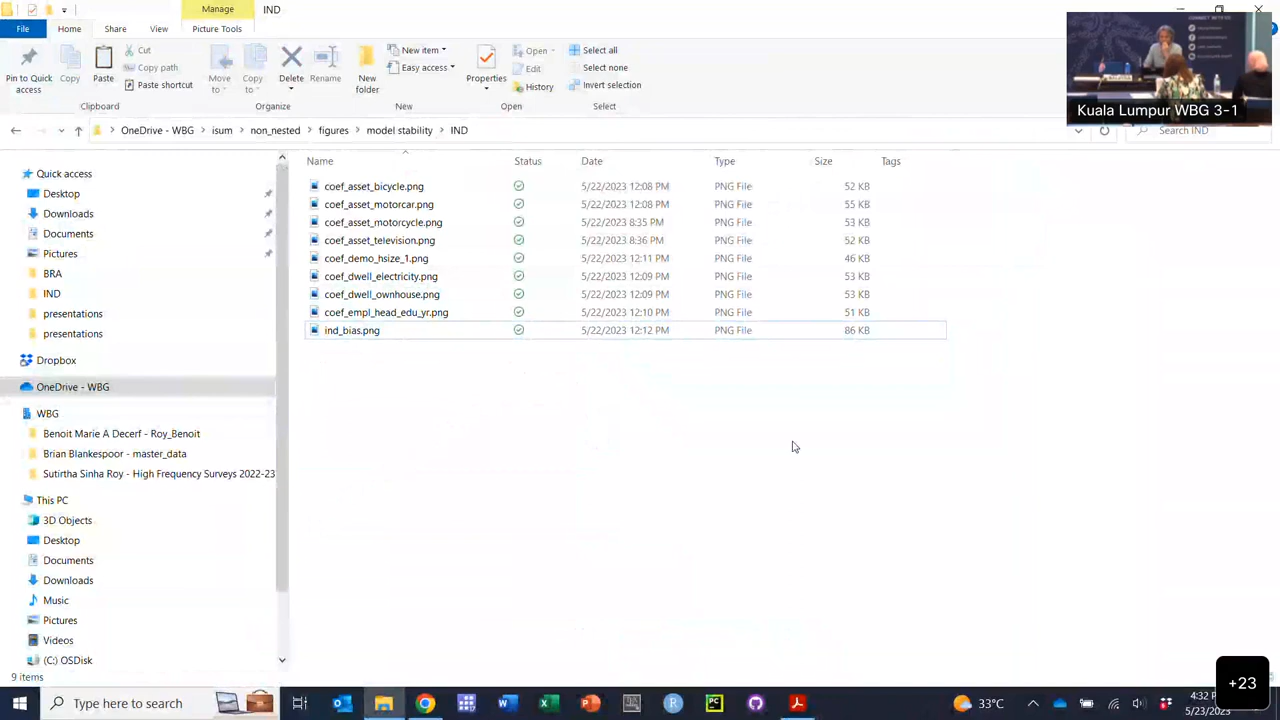 Manage
IND
File
Home
Share
View
Picture Tools
Pin to Quick access
Copy
Paste
Cut
Copy path
Paste shortcut
Clipboard
Move to
Copy to
Delete
Rename
Organize
New folder
New item
Easy access
New
Properties
Open
Edit
History
Open
Select all
Select none
Invert selection
Select
Kuala Lumpur WBG 3-1
OneDrive - WBG > isum > non_nested > figures > model stability > IND
Search IND
Name Status Date Type Size Tags
coef_asset_bicycle.png 5/22/2023 12:08 PM PNG File 52 KB
coef_asset_motorcar.png 5/22/2023 12:08 PM PNG File 55 KB
coef_asset_motorcycle.png 5/22/2023 8:35 PM PNG File 53 KB
coef_asset_television.png 5/22/2023 8:36 PM PNG File 52 KB
coef_demo_hsize_1.png 5/22/2023 12:11 PM PNG File 46 KB
coef_dwell_electricity.png 5/22/2023 12:09 PM PNG File 53 KB
coef_dwell_ownhouse.png 5/22/2023 12:09 PM PNG File 53 KB
coef_empl_head_edu_yr.png 5/22/2023 12:10 PM PNG File 51 KB
ind_bias.png 5/22/2023 12:12 PM PNG File 86 KB
Quick access
Desktop
Downloads
Documents
Pictures
BRA
IND
presentations
presentations
Dropbox
OneDrive - WBG
WBG
Benoit Marie A Decerf - Roy_Benoit
Brian Blankespoor - master_data
Sutirtha Sinha Roy - High Frequency Surveys 2022-23
This PC
3D Objects
Desktop
Documents
Downloads
Music
Pictures
Videos
(C:) OSDisk
9 items
+23
Type here to search
33°C
4:32 P
5/23/2023